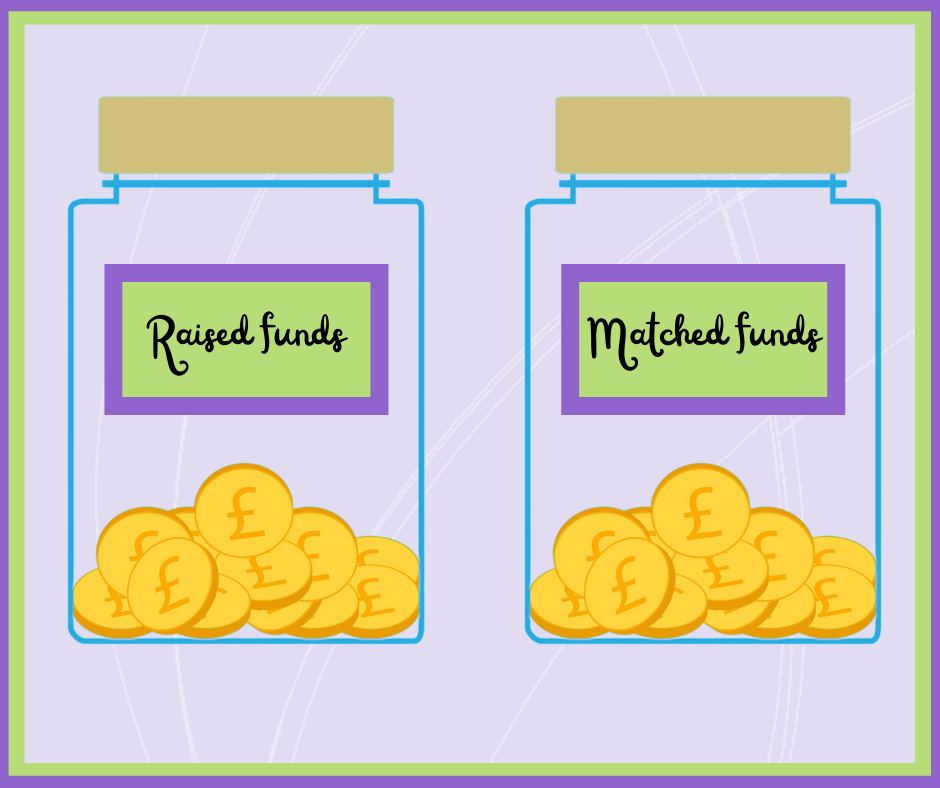 Raised funds
Matched funds
£ £ £ £ £ £ £
£ £ £ £ £ £ £